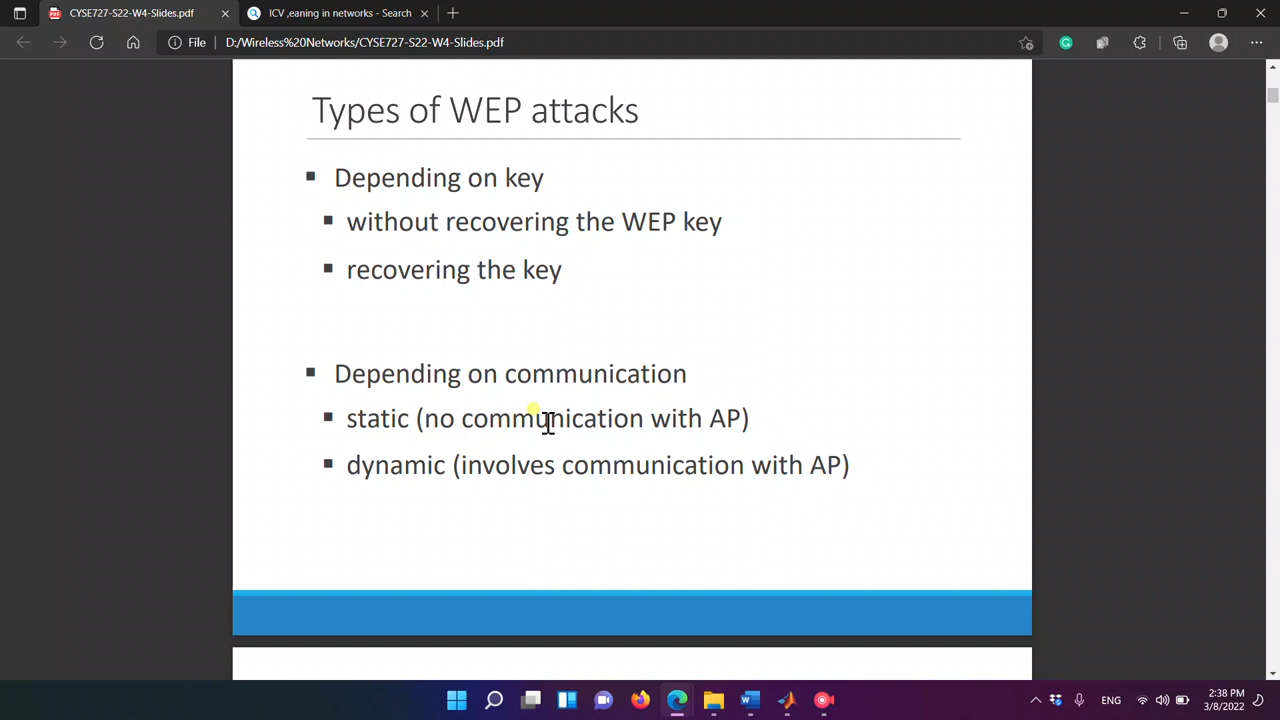 CYSE727-S22-W4-Slides.pdf
ICV ,eaning in networks - Search
File
D:/Wireless%20Networks/CYSE727-S22-W4-Slides.pdf
Types of WEP attacks
Depending on key
without recovering the WEP key
recovering the key
Depending on communication
static (no communication with AP)
dynamic (involves communication with AP)
ENG
2:38 PM
3/8/2022